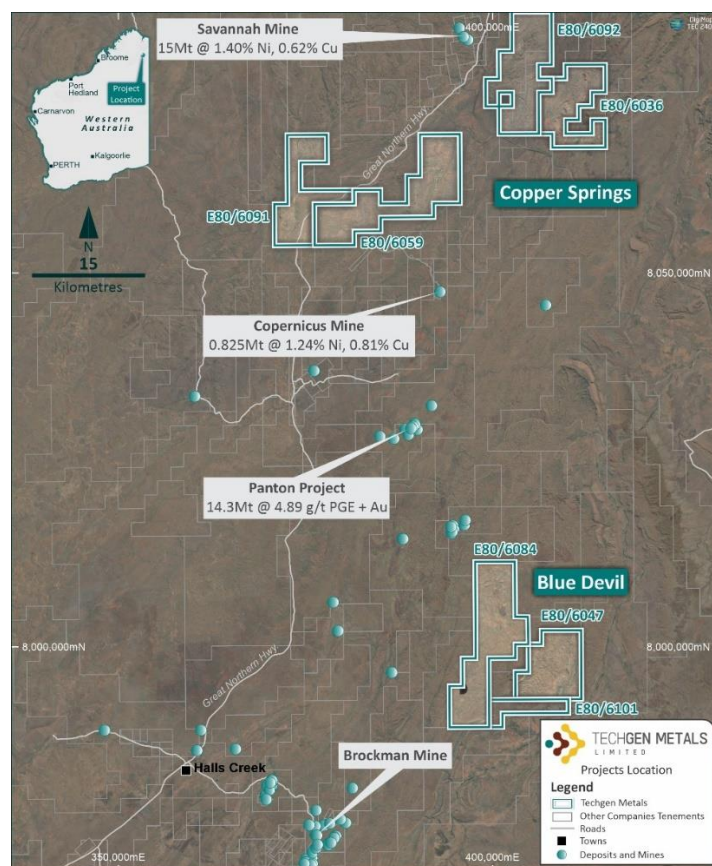 Savannah Mine
15Mt @ 1.40% Ni, 0.62% Cu
400,000mE
E80/6092
Broome
Port
Hedland
Project
Location
Carnarvon
Western
Australia
Kalgoorlie
PERTH
E80/6036
Great Northern Hwy.
Copper Springs
E80/6091
E80/6059
N
15
Kilometres
8,050,000mN
Copernicus Mine
0.825Mt @ 1.24% Ni, 0.81% Cu
Panton Project
14.3Mt @ 4.89 g/t PGE + Au
E80/6084
Blue Devil
E80/6047
8,000,000mN
8,000,000mN
Great Northern Hwy.
E80/6101
Halls Creek
Brockman Mine
TECHGEN METALS
LIMITED
Projects Location
Legend
Techgen Metals
Other Companies Tenements
Roads
Towns
Deposits and Mines
350,000mE
400,000mE